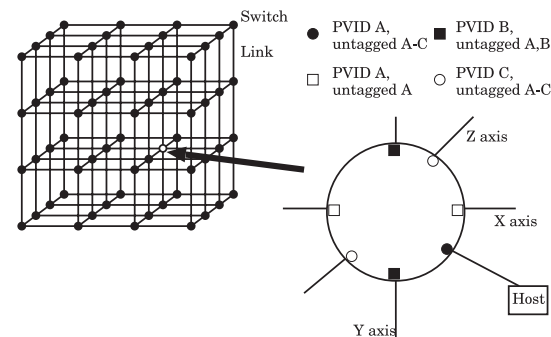 Switch
Link
PVID A,
untagged A-C
PVID B,
untagged A,B
PVID A,
untagged A
PVID C,
untagged A-C
Z axis
X axis
Host
Y axis